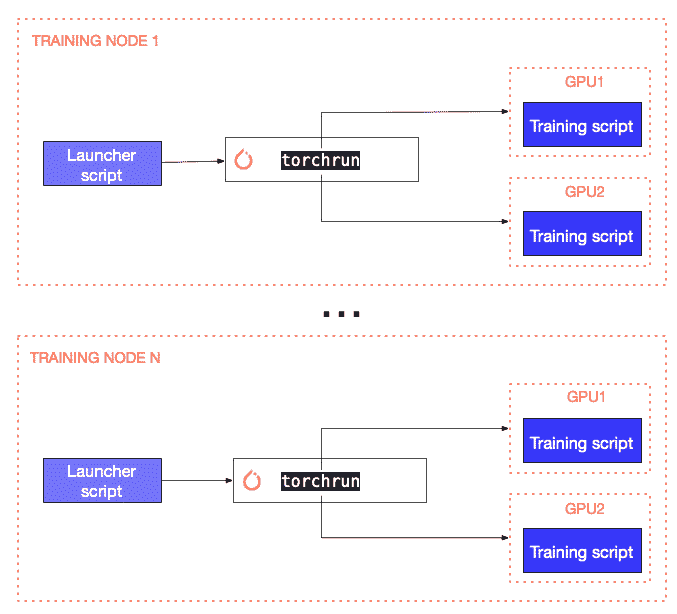 TRAINING NODE 1
GPU1
Training script
Launcher
script
torchrun
GPU2
Training script
...
TRAINING NODE N
GPU1
Training script
Launcher
script
torchrun
GPU2
Training script